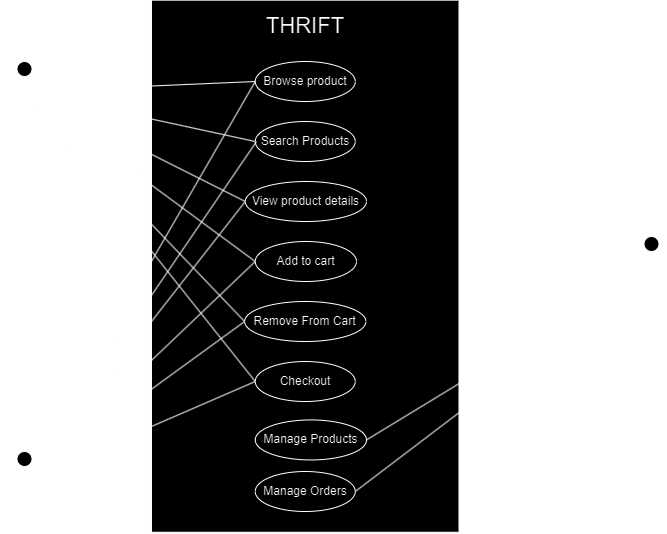 THRIFT
Browse product
Search Products
View product details
Add to cart
Remove From Cart
Checkout
Manage Products
Manage Orders